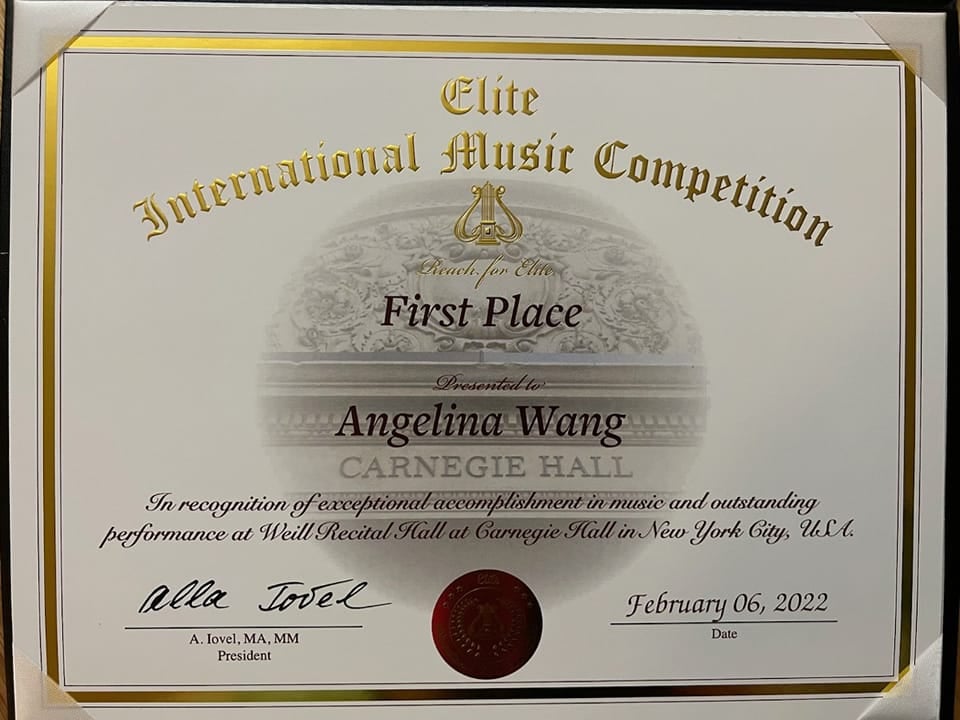 Elite
International Music Competition
Reach for Elite
First Place
Presented to
Angelina Wang
CARNEGIE HALL
In recognition of exceptional accomplishment in music and outstanding
performance at Weill Recital Hall at Carnegie Hall in New York City, USA.
Alla Iovel
February 06, 2022
A. Iovel, MA, MM
Date
President